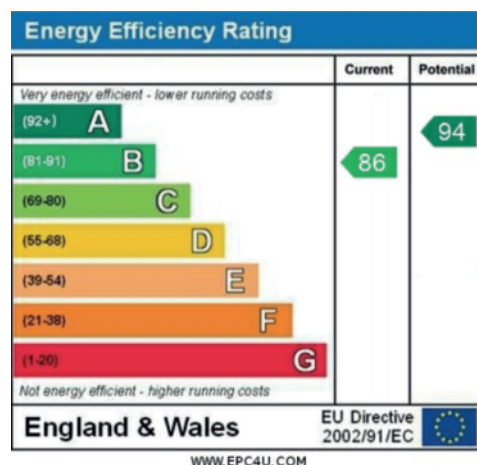 Energy Efficiency Rating
Current Potential
Very energy efficient - lower running costs
(92+) A
94
(81-91) B
86
(69-80) C
(55-68) D
(39-54) E
(21-38) F
(1-20) G
Not energy efficient - higher running costs
England & Wales
EU Directive
2002/91/EC
WWW.EPC4U.COM